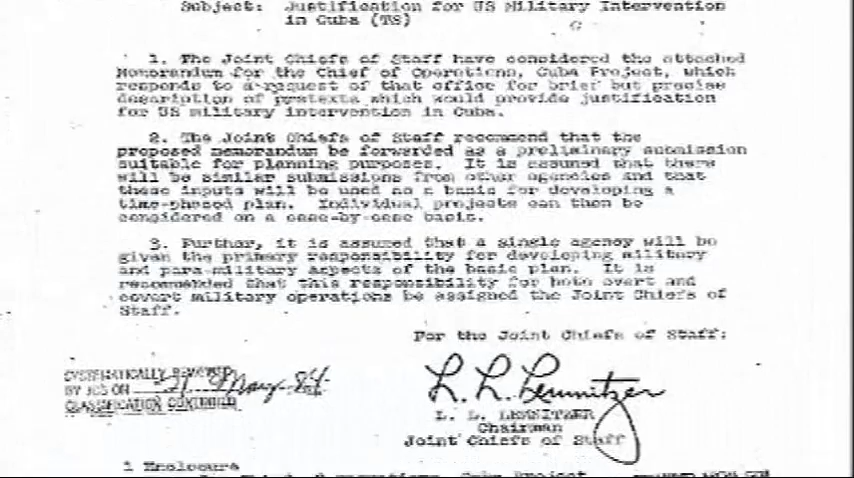 Subject: Justification for US Military Intervention
in Cuba (TS)
1. The Joint Chiefs of Staff have considered the attached
Memorandum for the Chief of Operations, Cuba Project, which
responds to a request of that office for brief but precise
description of pretexts which would provide justification
for US military intervention in Cuba.
2. The Joint Chiefs of Staff recommend that the
proposed memorandum be forwarded as a preliminary submission
suitable for planning purposes. It is assumed that there
will be similar submissions from other agencies and that
these inputs will be used as a basis for developing a
time-phased plan. Individual projects can then be
considered on a case-by-case basis.
3. Further, it is assumed that a single agency will be
given the primary responsibility for developing military
and para-military aspects of the basic plan. It is
recommended that this responsibility for both overt and
covert military operations be assigned the Joint Chiefs of
Staff.
For the Joint Chiefs of Staff:
SYSTEMATICALLY REVIEWED
BY JCS ON 21 May 84
CLASSIFICATION CONTINUED
L. L. Lemnitzer
L. L. LEMNITZER
Chairman
Joint Chiefs of Staff
1 Enclosure
Cuba Project